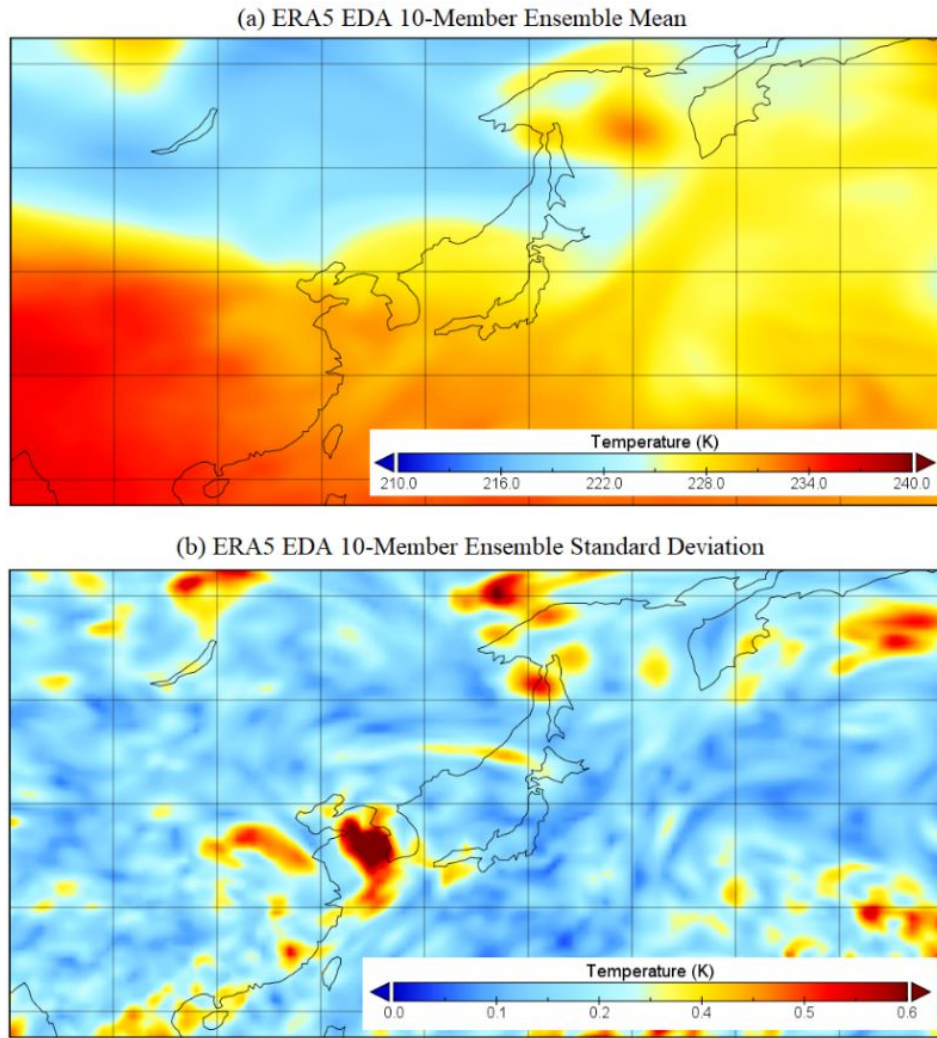 (a) ERA5 EDA 10-Member Ensemble Mean
Temperature (K)
210.0 216.0 222.0 228.0 234.0 240.0
(b) ERA5 EDA 10-Member Ensemble Standard Deviation
Temperature (K)
0.0 0.1 0.2 0.4 0.5 0.6